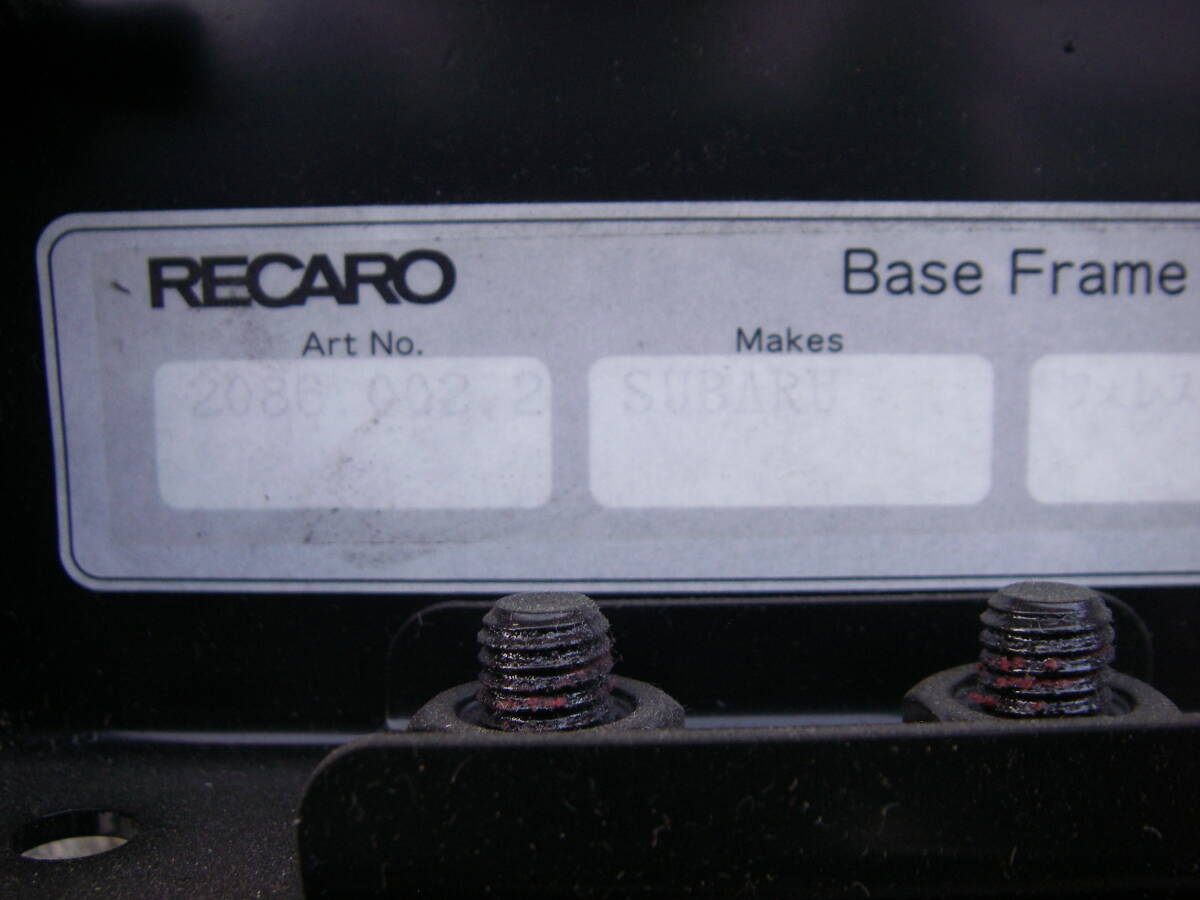 RECARO Base Frame
Art No. Makes
2086.002.2 SUBARU